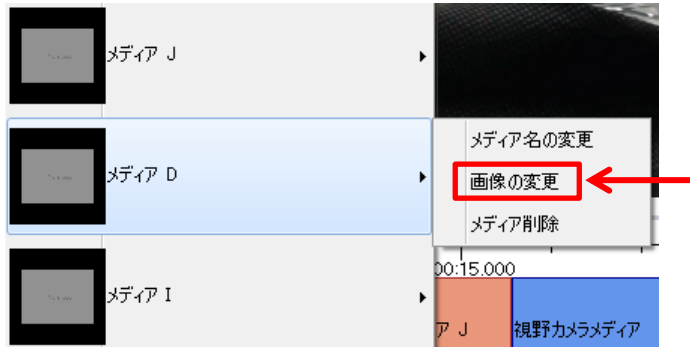 メディア J
メディア D
メディア名の変更
画像の変更
メディア削除
メディア I
00:15.000
ア J
視野カメラメディア